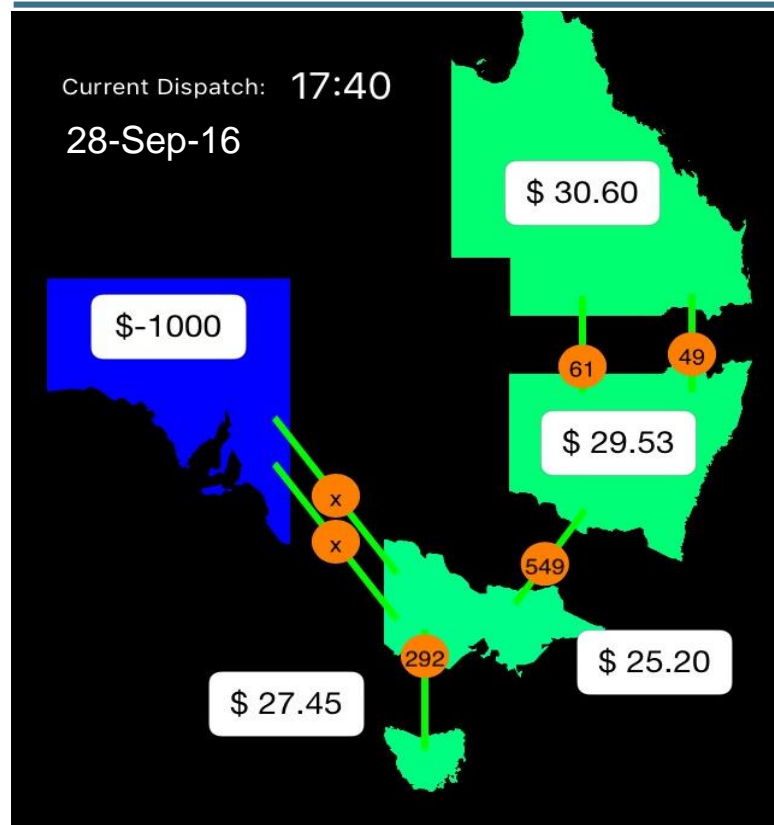 Current Dispatch: 17:40
28-Sep-16
$ 30.60
$-1000
61
49
$ 29.53
x
x
549
292
$ 25.20
$ 27.45